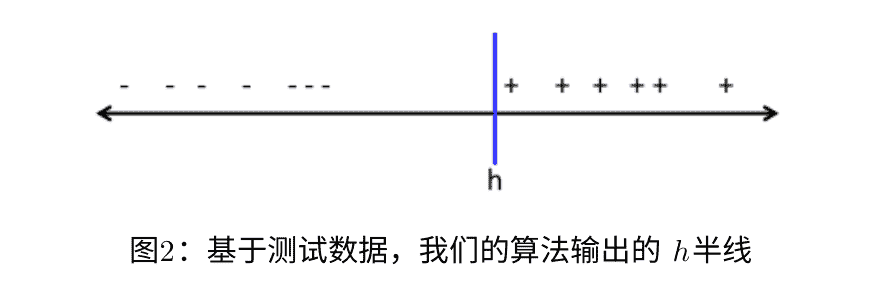 - - - - - - - + + + + + +
h
图2：基于测试数据，我们的算法输出的 h半线